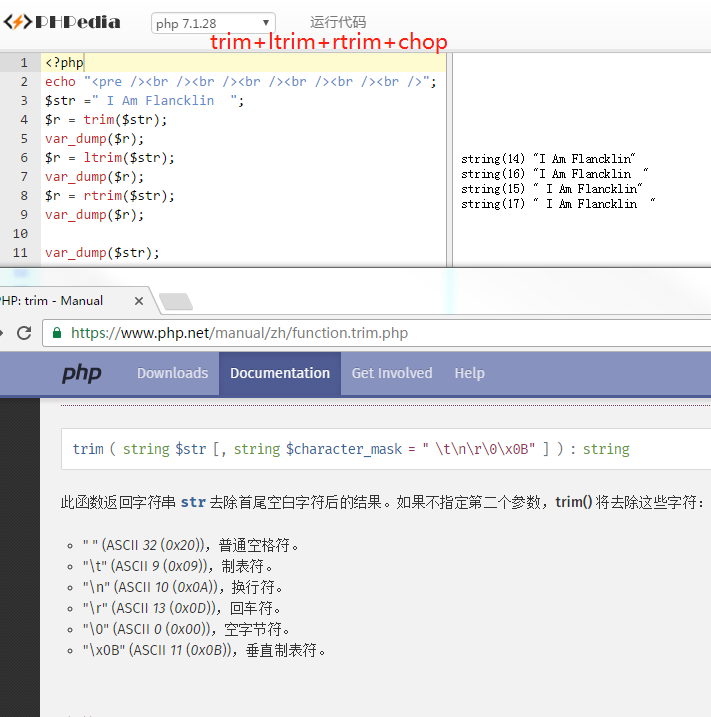 PHPedia
php 7.1.28
运行代码
trim+ltrim+rtrim+chop
1 <?php
2 echo "<pre /><br /><br /><br /><br /><br /><br />";
3 $str =" I Am Flancklin  ";
4 $r = trim($str);
5 var_dump($r);
6 $r = ltrim($str);
7 var_dump($r);
8 $r = rtrim($str);
9 var_dump($r);
10
11 var_dump($str);
string(14) "I Am Flancklin"
string(16) "I Am Flancklin  "
string(15) " I Am Flancklin"
string(17) " I Am Flancklin  "
HP: trim - Manual
https://www.php.net/manual/zh/function.trim.php
php Downloads Documentation Get Involved Help
trim ( string $str [, string $character_mask = " \t\n\r\0\x0B" ] ) : string
此函数返回字符串 str 去除首尾空白字符后的结果。如果不指定第二个参数，trim() 将去除这些字符：
" " (ASCII 32 (0x20))，普通空格符。
"\t" (ASCII 9 (0x09))，制表符。
"\n" (ASCII 10 (0x0A))，换行符。
"\r" (ASCII 13 (0x0D))，回车符。
"\0" (ASCII 0 (0x00))，空字节符。
"\x0B" (ASCII 11 (0x0B))，垂直制表符。